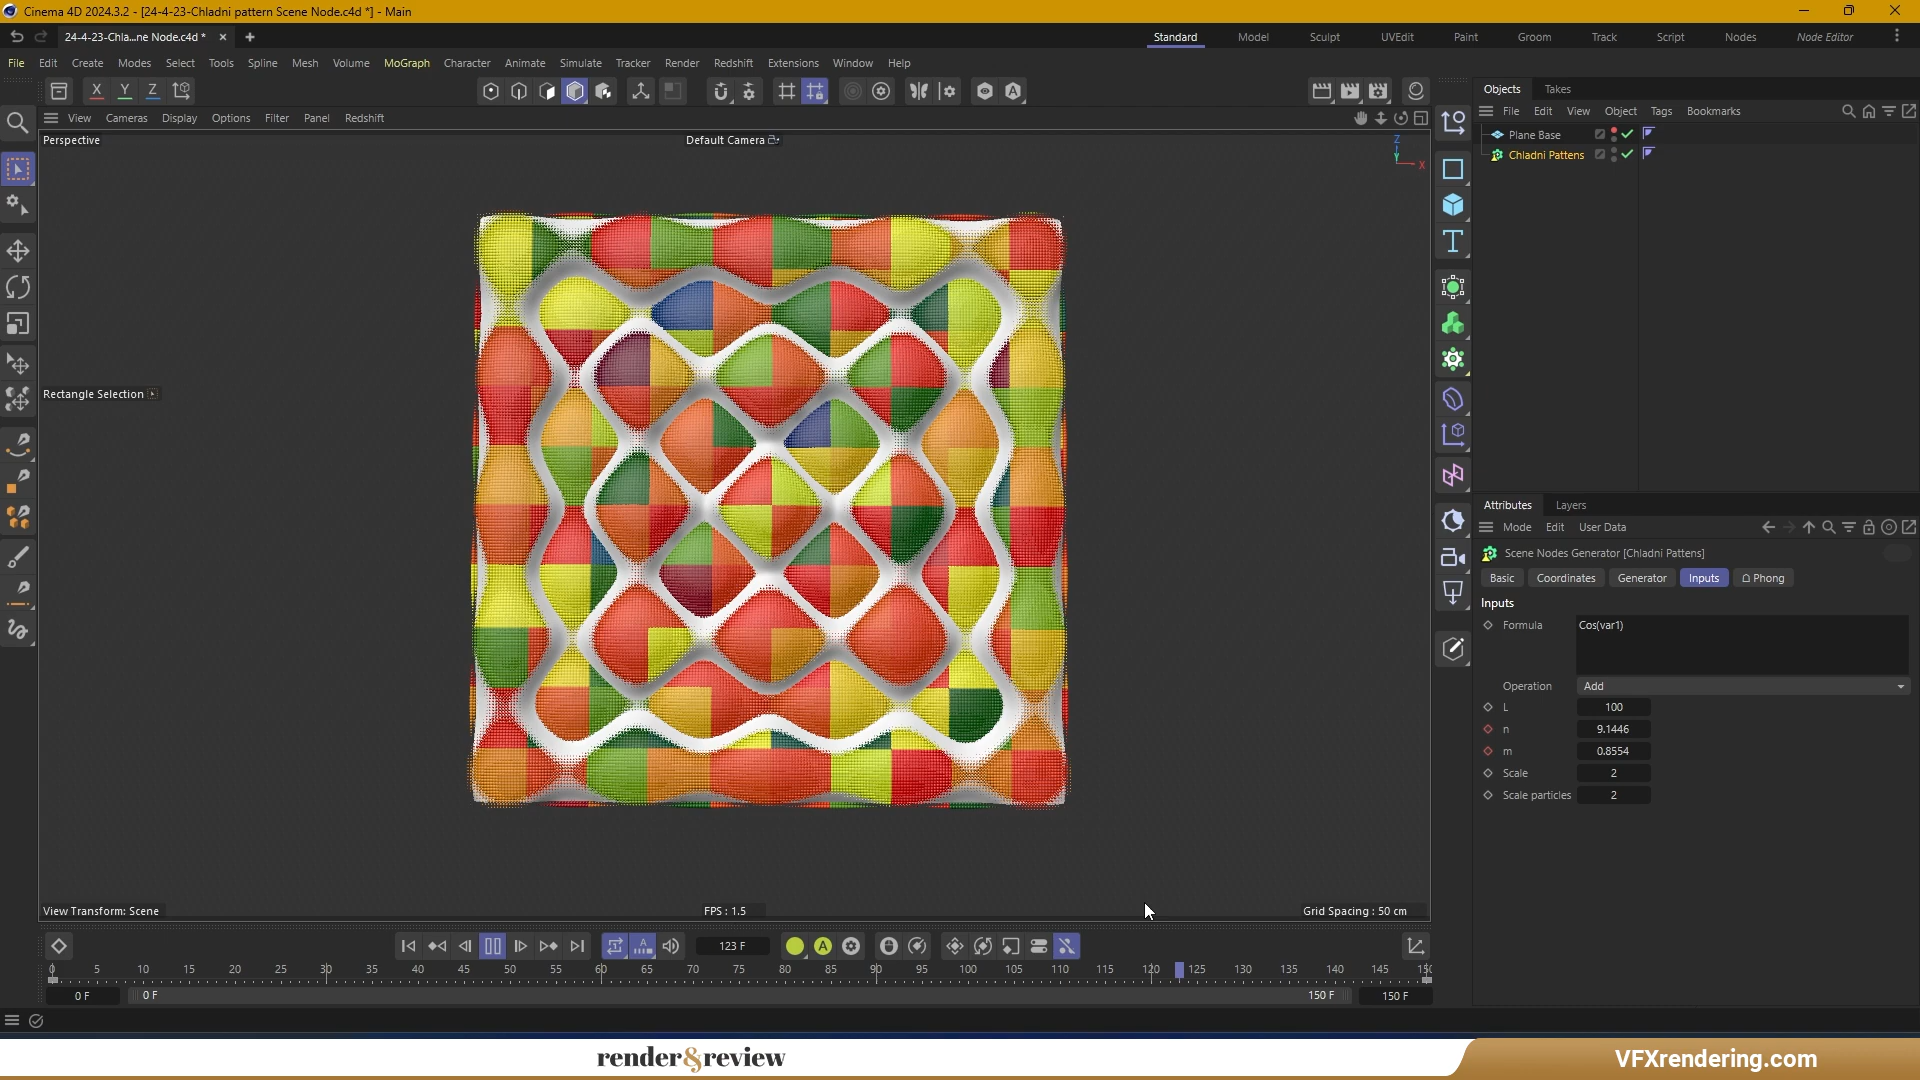 Cinema 4D 2024.3.2 - [24-4-23-Chladni pattern Scene Node.c4d *] - Main
24-4-23-Chla...ne Node.c4d *
Standard Model Sculpt UVEdit Paint Groom Track Script Nodes Node Editor
File Edit Create Modes Select Tools Spline Mesh Volume MoGraph Character Animate Simulate Tracker Render Redshift Extensions Window Help
X Y Z
Objects Takes
View Cameras Display Options Filter Panel Redshift
File Edit View Object Tags Bookmarks
Perspective
Default Camera
Z
Y
X
Plane Base
Chladni Pattens
Rectangle Selection
Attributes Layers
Mode Edit User Data
Scene Nodes Generator [Chladni Pattens]
Basic Coordinates Generator Inputs Phong
Inputs
Formula Cos(var1)
Operation Add
L 100
n 9.1446
m 0.8554
Scale 2
Scale particles 2
View Transform: Scene
FPS : 1.5
Grid Spacing : 50 cm
123 F
0 5 10 15 20 25 30 35 40 45 50 55 60 65 70 75 80 85 90 95 100 105 110 115 120 125 130 135 140 145 150
0 F 0 F 150 F 150 F
render&review
VFXrendering.com